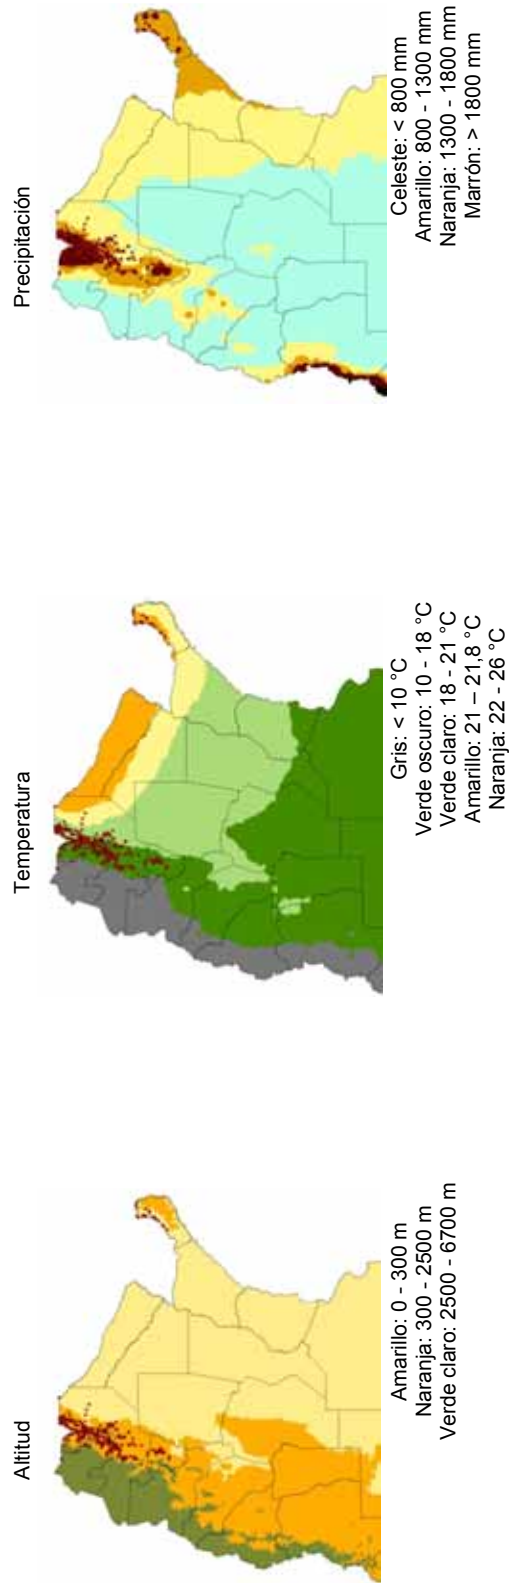 Precipitación
Celeste: < 800 mm
Amarillo: 800 - 1300 mm
Naranja: 1300 - 1800 mm
Marrón: > 1800 mm
Temperatura
Gris: < 10 °C
Verde oscuro: 10 - 18 °C
Verde claro: 18 - 21 °C
Amarillo: 21 – 21,8 °C
Naranja: 22 - 26 °C
Altitud
Amarillo: 0 - 300 m
Naranja: 300 - 2500 m
Verde claro: 2500 - 6700 m